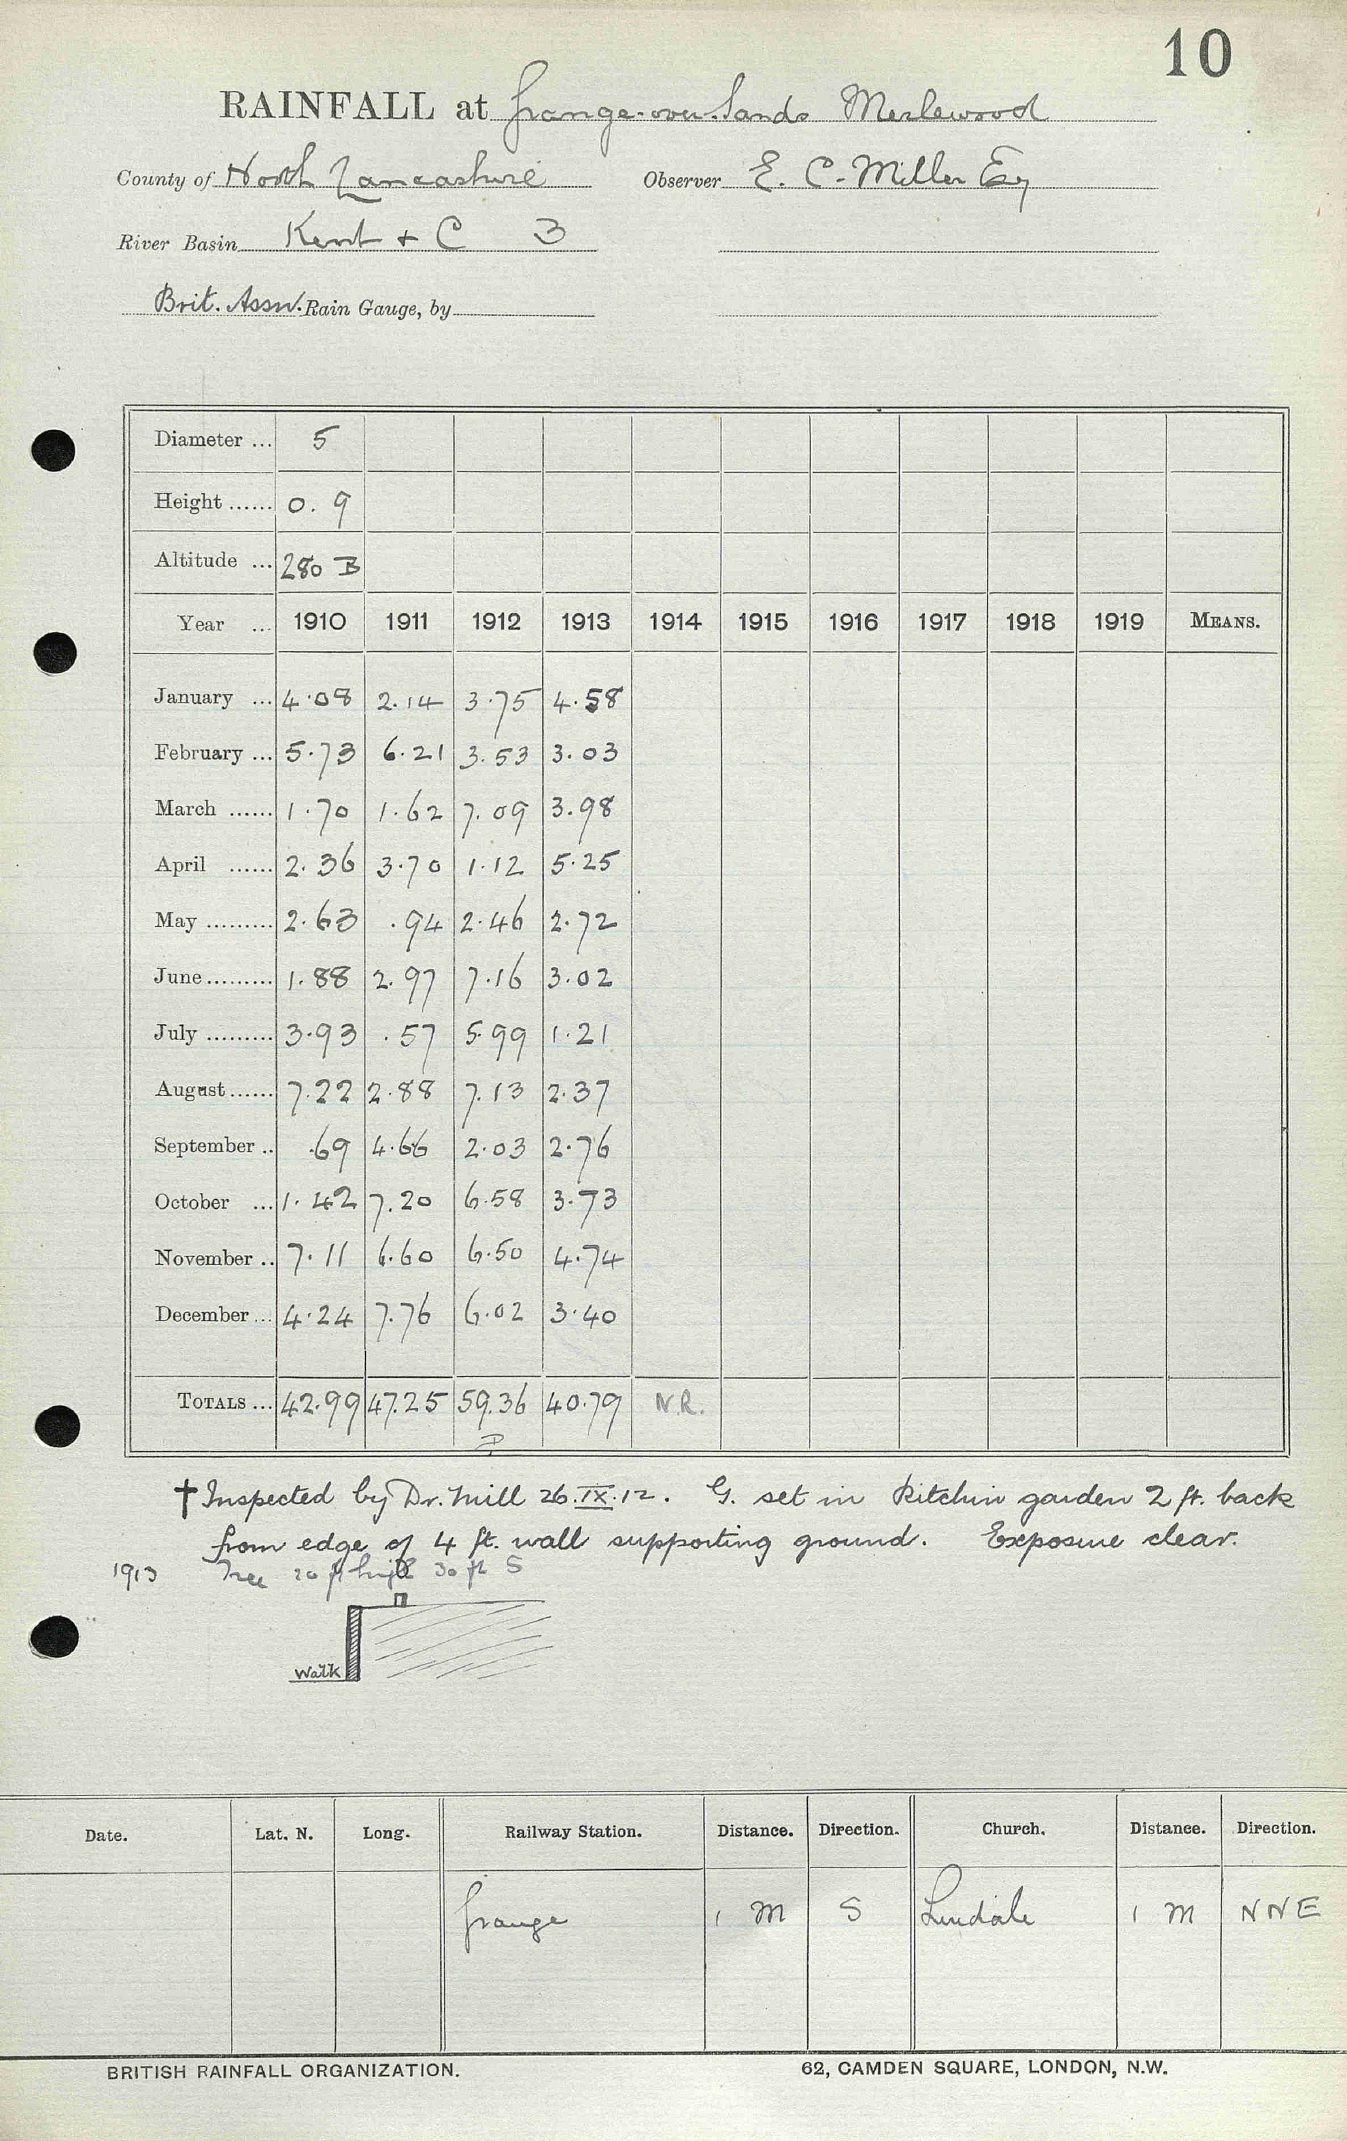 10
RAINFALL at Grange-over-Sands Merlewood
County of North Lancashire Observer E. C. Miller Esq
River Basin Kent + C 3
Brit. Assn. Rain Gauge, by
Diameter ... 5
Height ...... 0. 9
Altitude ... 280 B
Year ... 1910 1911 1912 1913 1914 1915 1916 1917 1918 1919 MEANS.
January ... 4.08 2.14 3.75 4.58
February ... 5.73 6.21 3.53 3.03
March ...... 1.70 1.62 7.09 3.98
April ...... 2.36 3.70 1.12 5.25
May ......... 2.63 .94 2.46 2.72
June ......... 1.88 2.97 7.16 3.02
July ......... 3.93 .57 5.99 1.21
August ...... 7.22 2.88 7.13 2.37
September .. .69 4.66 2.03 2.76
October ... 1.42 7.20 6.58 3.73
November .. 7.11 6.60 6.50 4.74
December ... 4.24 7.76 6.02 3.40
TOTALS ... 42.99 47.25 59.36 40.79 N.R.
† Inspected by Dr. Mill 26.IX.12. G. set in Kitchin garden 2 ft. back
from edge of 4 ft. wall supporting ground. Exposure clear.
1913 Tree 20 ft high 30 ft S
Walk
Date. Lat. N. Long. Railway Station. Distance. Direction. Church. Distance. Direction.
Grange 1 M S Lindale 1 M NNE
BRITISH RAINFALL ORGANIZATION. 62, CAMDEN SQUARE, LONDON, N.W.